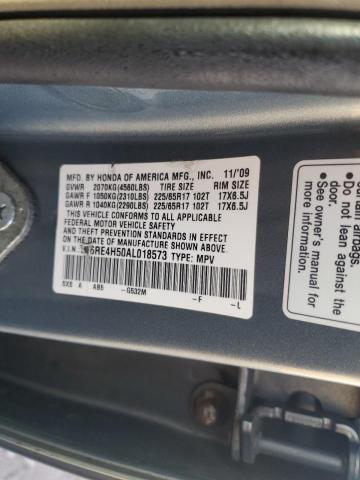 MFD. BY HONDA OF AMERICA MFG., INC. 11/'09
GVWR 2070KG(4560LBS) TIRE SIZE RIM SIZE
GAWR F 1050KG(2310LBS) 225/65R17 102T 17X6.5J
GAWR R 1040KG(2290LBS) 225/65R17 102T 17X6.5J
THIS VEHICLE CONFORMS TO ALL APPLICABLE
FEDERAL MOTOR VEHICLE SAFETY
AND THEFT PREVENTION STANDARDS IN EFFECT ON
THE DATE OF MANUFACTURE SHOWN ABOVE.
V.I.N. 6RE4H50AL018573 TYPE: MPV
A AB5 -G532M -F -L
airbags.
Do not lean against the
door.
See owner's manual for
more information.